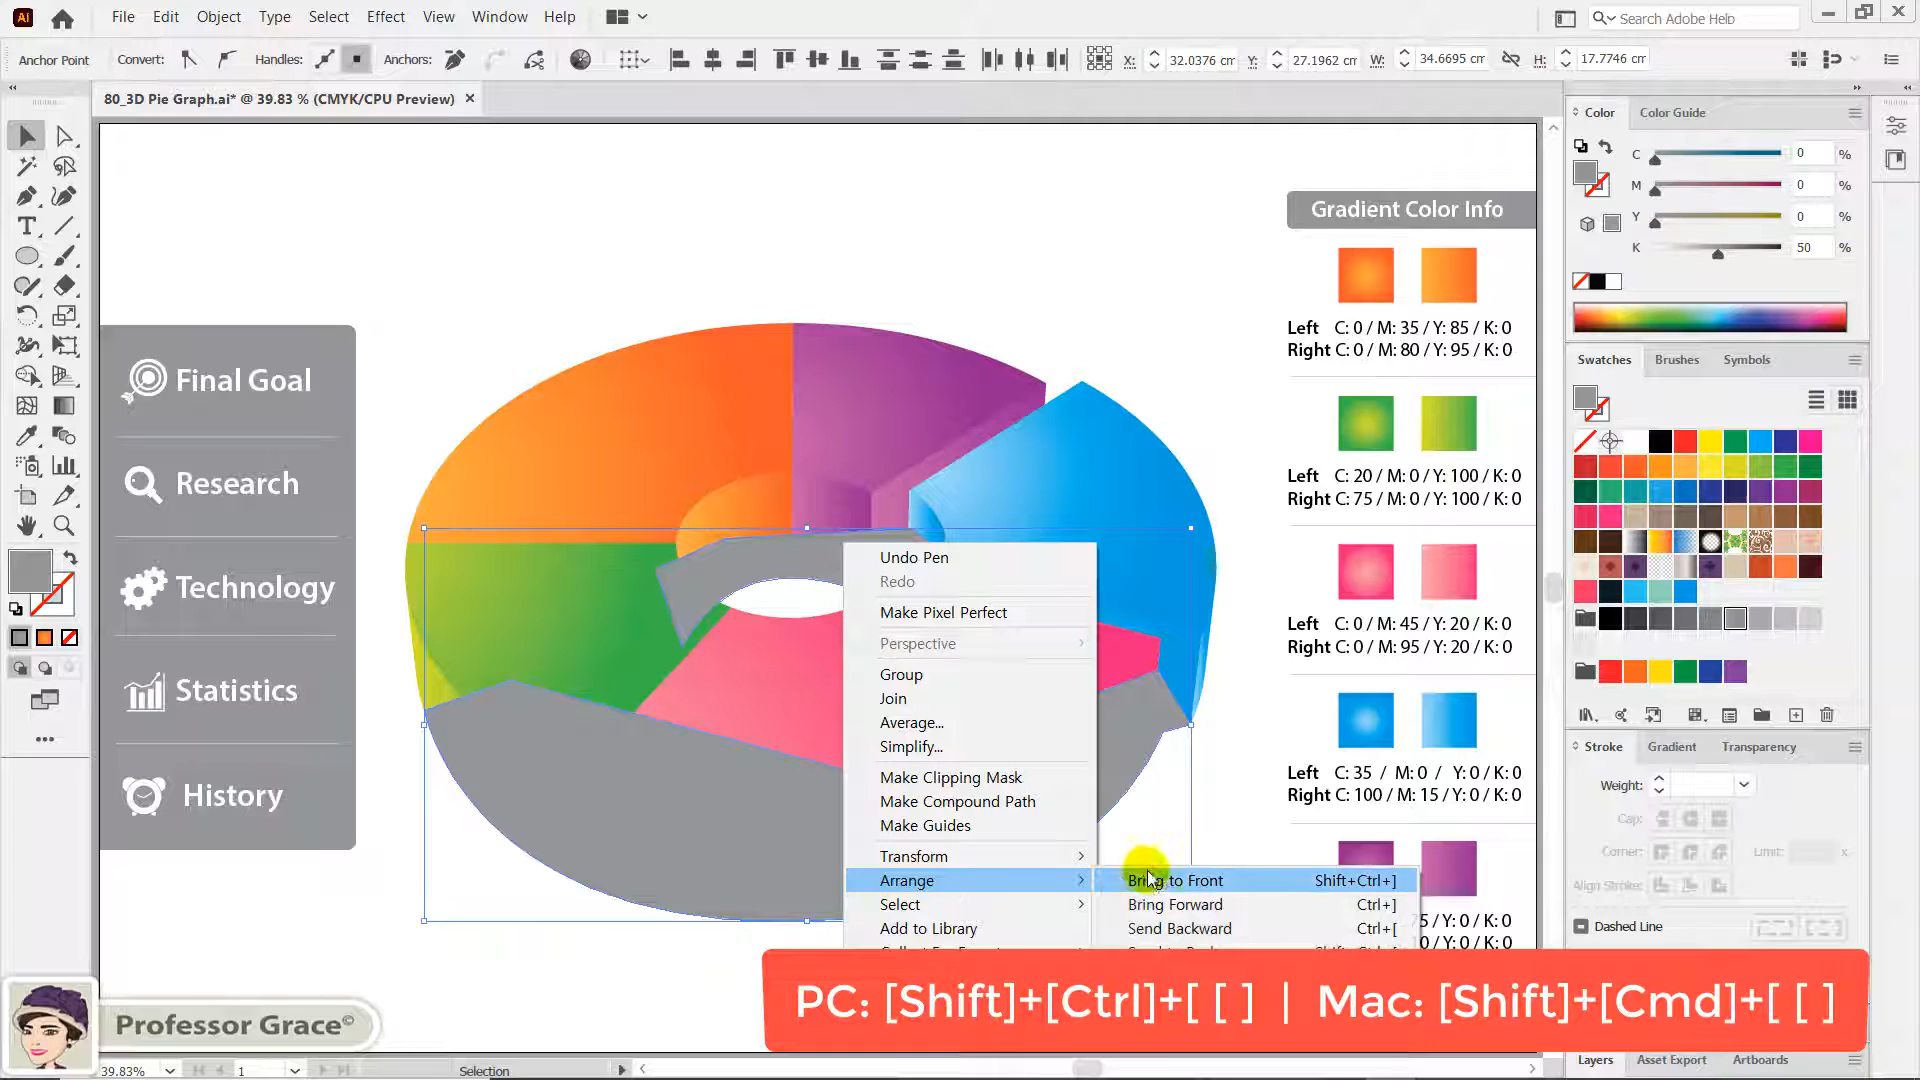 Ai
File Edit Object Type Select Effect View Window Help
Search Adobe Help
Anchor Point Convert: Handles: Anchors: X: 32.0376 cm Y: 27.1962 cm W: 34.6695 cm H: 17.7746 cm
80_3D Pie Graph.ai* @ 39.83 % (CMYK/CPU Preview)
Color Color Guide
C 0 %
M 0 %
Y 0 %
K 50 %
Swatches Brushes Symbols
Stroke Gradient Transparency
Weight:
Cap:
Corner: Limit: x
Align Stroke:
Dashed Line
Layers Asset Export Artboards
Final Goal
Research
Technology
Statistics
History
Gradient Color Info
Left C: 0 / M: 35 / Y: 85 / K: 0
Right C: 0 / M: 80 / Y: 95 / K: 0
Left C: 20 / M: 0 / Y: 100 / K: 0
Right C: 75 / M: 0 / Y: 100 / K: 0
Left C: 0 / M: 45 / Y: 20 / K: 0
Right C: 0 / M: 95 / Y: 20 / K: 0
Left C: 35 / M: 0 / Y: 0 / K: 0
Right C: 100 / M: 15 / Y: 0 / K: 0
5 / Y: 0 / K: 0
0 / Y: 0 / K: 0
Undo Pen
Redo
Make Pixel Perfect
Perspective
Group
Join
Average...
Simplify...
Make Clipping Mask
Make Compound Path
Make Guides
Transform
Arrange
Select
Add to Library
Bring to Front Shift+Ctrl+]
Bring Forward Ctrl+]
Send Backward Ctrl+[
PC: [Shift]+[Ctrl]+[ [ ] | Mac: [Shift]+[Cmd]+[ [ ]
Professor Grace©
39.83% 1 Selection